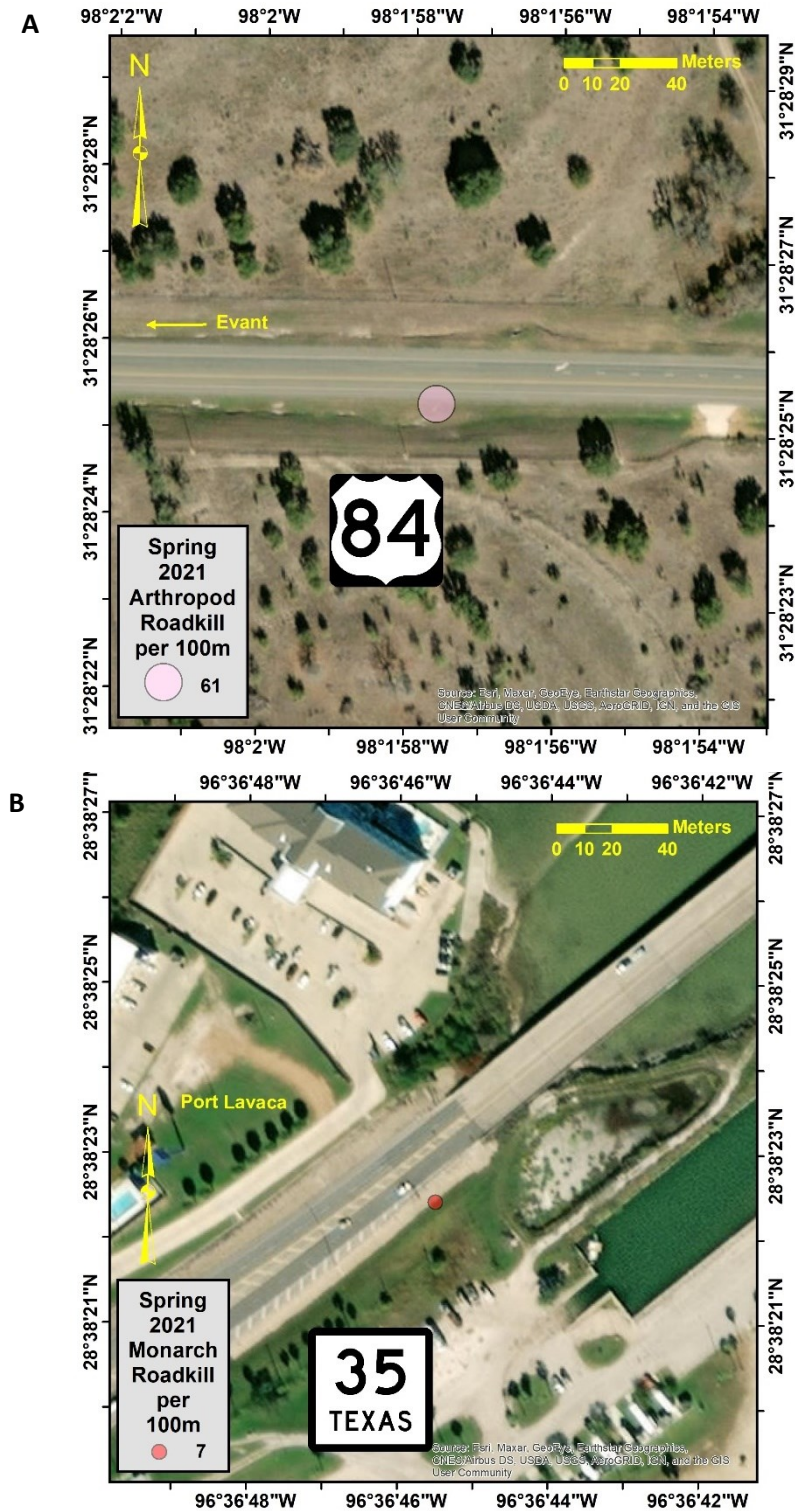 A
98°2'2"W 98°2'W 98°1'58"W 98°1'56"W 98°1'54"W
N
Meters
0 10 20 40
31°28'28"N
31°28'26"N
31°28'24"N
31°28'22"N
31°28'29"N
31°28'27"N
31°28'25"N
31°28'23"N
Evant
84
Spring
2021
Arthropod
Roadkill
per 100m
61
Source: Esri, Maxar, GeoEye, Earthstar Geographics,
CNES/Airbus DS, USDA, USGS, AeroGRID, IGN, and the GIS
User Community
98°2'W 98°1'58"W 98°1'56"W 98°1'54"W
B
96°36'48"W 96°36'46"W 96°36'44"W 96°36'42"W
Meters
0 10 20 40
28°38'27"N
28°38'25"N
28°38'23"N
28°38'21"N
28°38'27"N
28°38'25"N
28°38'23"N
28°38'21"N
Port Lavaca
N
35
TEXAS
Spring
2021
Monarch
Roadkill
per
100m
7
Source: Esri, Maxar, GeoEye, Earthstar Geographics,
CNES/Airbus DS, USDA, USGS, AeroGRID, IGN, and the GIS
User Community
96°36'48"W 96°36'46"W 96°36'44"W 96°36'42"W